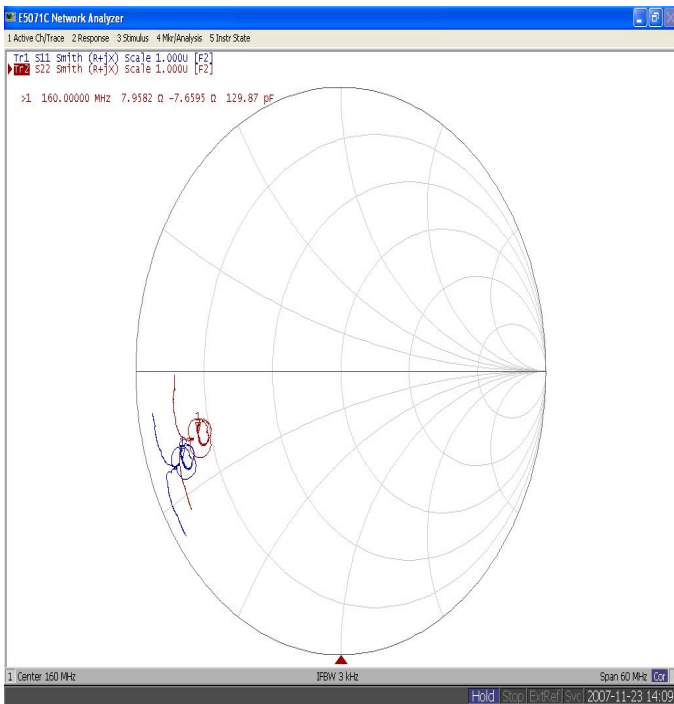 E5071C Network Analyzer
1 Active Ch/Trace 2 Response 3 Stimulus 4 Mkr/Analysis 5 Instr State
Tr1 S11 Smith (R+jX) Scale 1.000U [F2]
Tr2 S22 Smith (R+jX) Scale 1.000U [F2]
>1 160.00000 MHz 7.9582 Ω -7.6595 Ω 129.87 pF
1
1 Center 160 MHz IFBW 3 kHz Span 60 MHz Cor
Hold Stop ExtRef Svc 2007-11-23 14:09